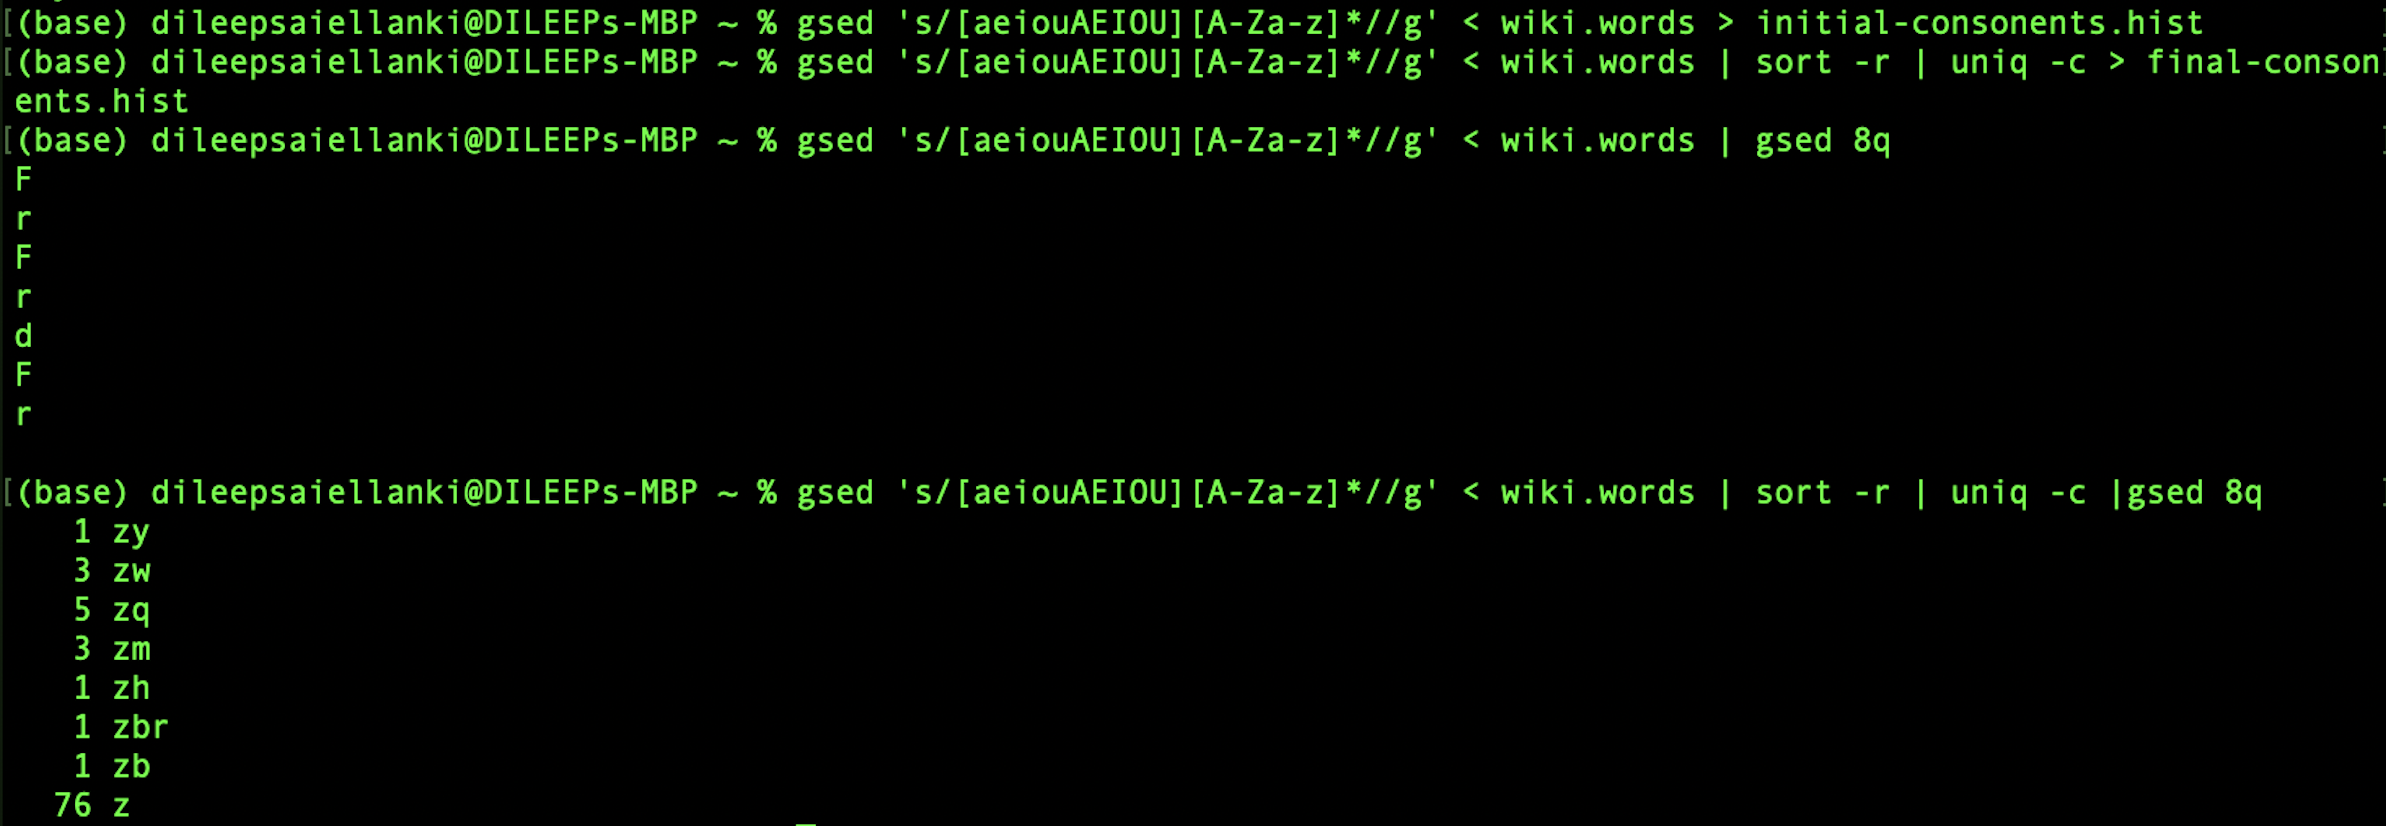 [(base) dileepsaiellanki@DILEEPs-MBP ~ % gsed 's/[aeiouAEIOU][A-Za-z]*//g' < wiki.words > initial-consonents.hist
[(base) dileepsaiellanki@DILEEPs-MBP ~ % gsed 's/[aeiouAEIOU][A-Za-z]*//g' < wiki.words | sort -r | uniq -c > final-conson
ents.hist
[(base) dileepsaiellanki@DILEEPs-MBP ~ % gsed 's/[aeiouAEIOU][A-Za-z]*//g' < wiki.words | gsed 8q
F
r
F
r
d
F
r
[(base) dileepsaiellanki@DILEEPs-MBP ~ % gsed 's/[aeiouAEIOU][A-Za-z]*//g' < wiki.words | sort -r | uniq -c |gsed 8q
1 zy
3 zw
5 zq
3 zm
1 zh
1 zbr
1 zb
76 z